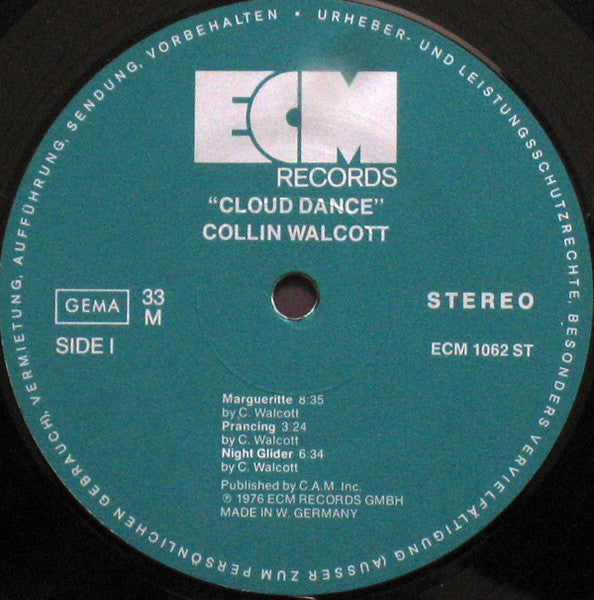 URHEBER- UND LEISTUNGSSCHUTZRECHTE, BESONDERS VERVIELFÄLTIGUNG (AUSSER ZUM PERSÖNLICHEN GEBRAUCH), VERMIETUNG, AUFFÜHRUNG, SENDUNG, VORBEHALTEN •
ECM
RECORDS
"CLOUD DANCE"
COLLIN WALCOTT
GEMA 33 STEREO
M
SIDE I ECM 1062 ST
Margueritte 8:35
by C. Walcott
Prancing 3:24
by C. Walcott
Night Glider 6:34
by C. Walcott
Published by C.A.M. Inc.
℗ 1976 ECM RECORDS GMBH
MADE IN W. GERMANY